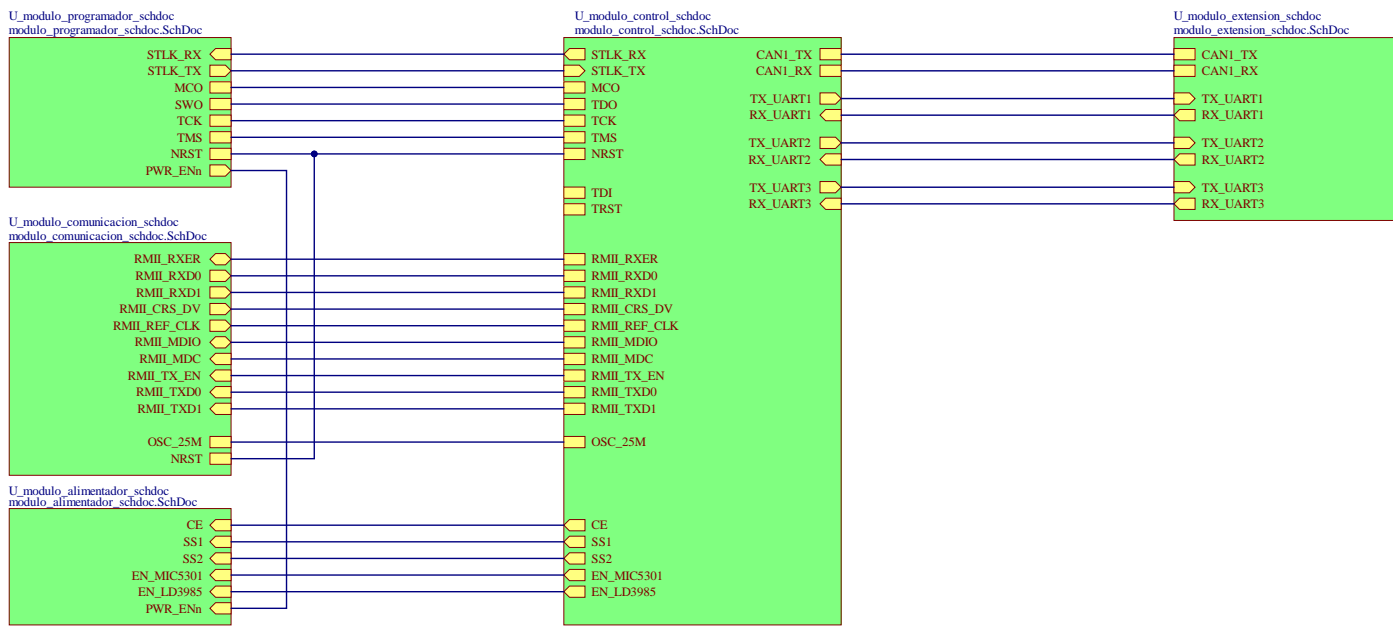 U_modulo_programador_schdoc
modulo_programador_schdoc.SchDoc
STLK_RX
STLK_TX
MCO
SWO
TCK
TMS
NRST
PWR_ENn
U_modulo_comunicacion_schdoc
modulo_comunicacion_schdoc.SchDoc
RMII_RXER
RMII_RXD0
RMII_RXD1
RMII_CRS_DV
RMII_REF_CLK
RMII_MDIO
RMII_MDC
RMII_TX_EN
RMII_TXD0
RMII_TXD1
OSC_25M
NRST
U_modulo_alimentador_schdoc
modulo_alimentador_schdoc.SchDoc
CE
SS1
SS2
EN_MIC5301
EN_LD3985
PWR_ENn
U_modulo_control_schdoc
modulo_control_schdoc.SchDoc
STLK_RX
STLK_TX
MCO
TDO
TCK
TMS
NRST
TDI
TRST
RMII_RXER
RMII_RXD0
RMII_RXD1
RMII_CRS_DV
RMII_REF_CLK
RMII_MDIO
RMII_MDC
RMII_TX_EN
RMII_TXD0
RMII_TXD1
OSC_25M
CE
SS1
SS2
EN_MIC5301
EN_LD3985
CAN1_TX
CAN1_RX
TX_UART1
RX_UART1
TX_UART2
RX_UART2
TX_UART3
RX_UART3
U_modulo_extension_schdoc
modulo_extension_schdoc.SchDoc
CAN1_TX
CAN1_RX
TX_UART1
RX_UART1
TX_UART2
RX_UART2
TX_UART3
RX_UART3